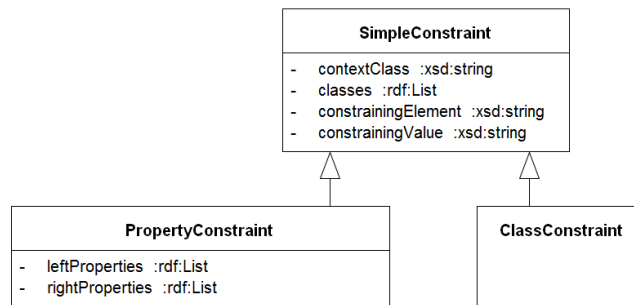 SimpleConstraint
- contextClass :xsd:string
- classes :rdf:List
- constrainingElement :xsd:string
- constrainingValue :xsd:string
PropertyConstraint
- leftProperties :rdf:List
- rightProperties :rdf:List
ClassConstraint